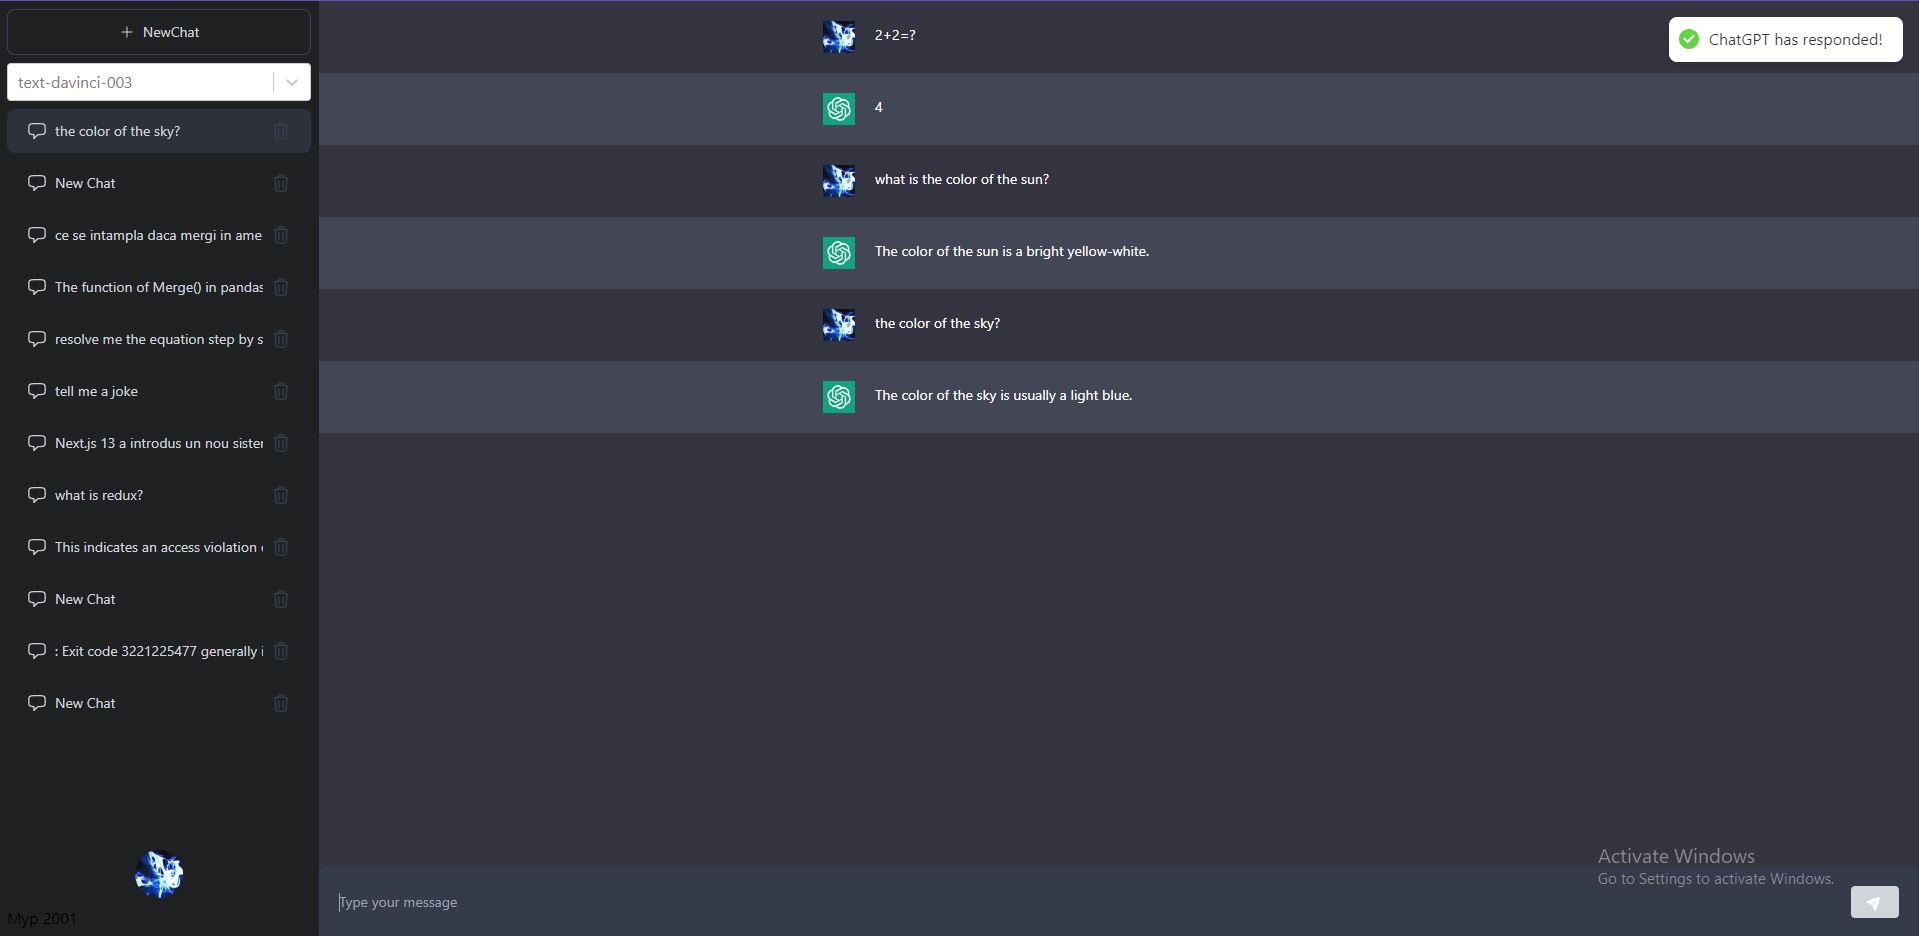 NewChat
text-davinci-003
the color of the sky?
New Chat
ce se intampla daca mergi in ame
The function of Merge() in pandas
resolve me the equation step by s
tell me a joke
Next.js 13 a introdus un nou sister
what is redux?
This indicates an access violation
New Chat
: Exit code 3221225477 generally i
New Chat
Myp 2001
2+2=?
4
what is the color of the sun?
The color of the sun is a bright yellow-white.
the color of the sky?
The color of the sky is usually a light blue.
ChatGPT has responded!
Activate Windows
Go to Settings to activate Windows.
Type your message